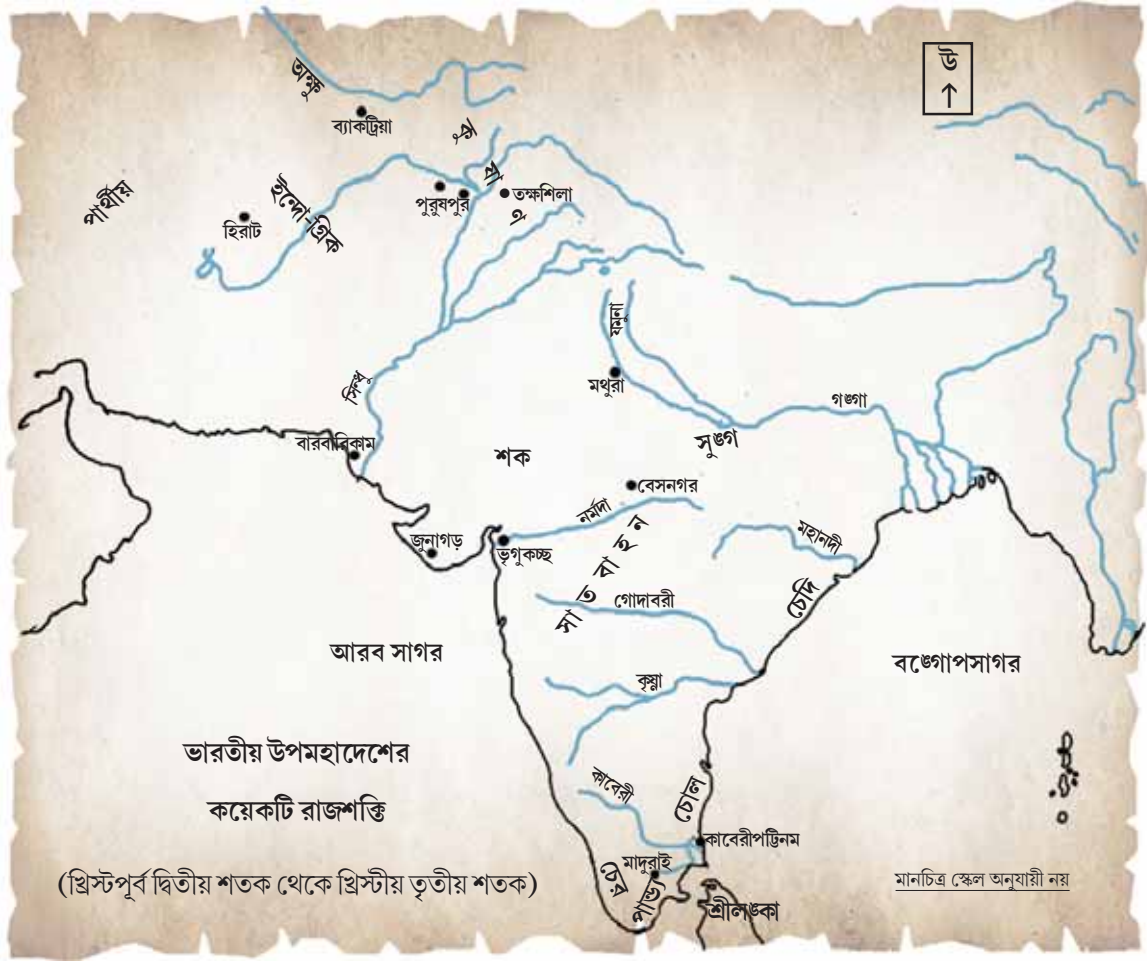 উ
↑
অক্ষু
ব্যাকট্রিয়া
কুষাণ
পার্থীয়
ইন্দো-গ্রিক
হিরাট
পুরুষপুর
তক্ষশিলা
সিন্ধু
যমুনা
মথুরা
গঙ্গা
সুঙ্গ
শক
বারবারিকাম
বেসনগর
নর্মদা
জুনাগড়
ভৃগুকচ্ছ
সাতবাহন
মহানদী
চেদি
গোদাবরী
আরব সাগর
বঙ্গোপসাগর
কৃষ্ণা
ভারতীয় উপমহাদেশের
কয়েকটি রাজশক্তি
(খ্রিস্টপূর্ব দ্বিতীয় শতক থেকে খ্রিস্টীয় তৃতীয় শতক)
কাবেরী
চোল
কাবেরীপট্টিনম
মাদুরাই
চের
পান্ড্য
শ্রীলঙ্কা
মানচিত্র স্কেল অনুযায়ী নয়